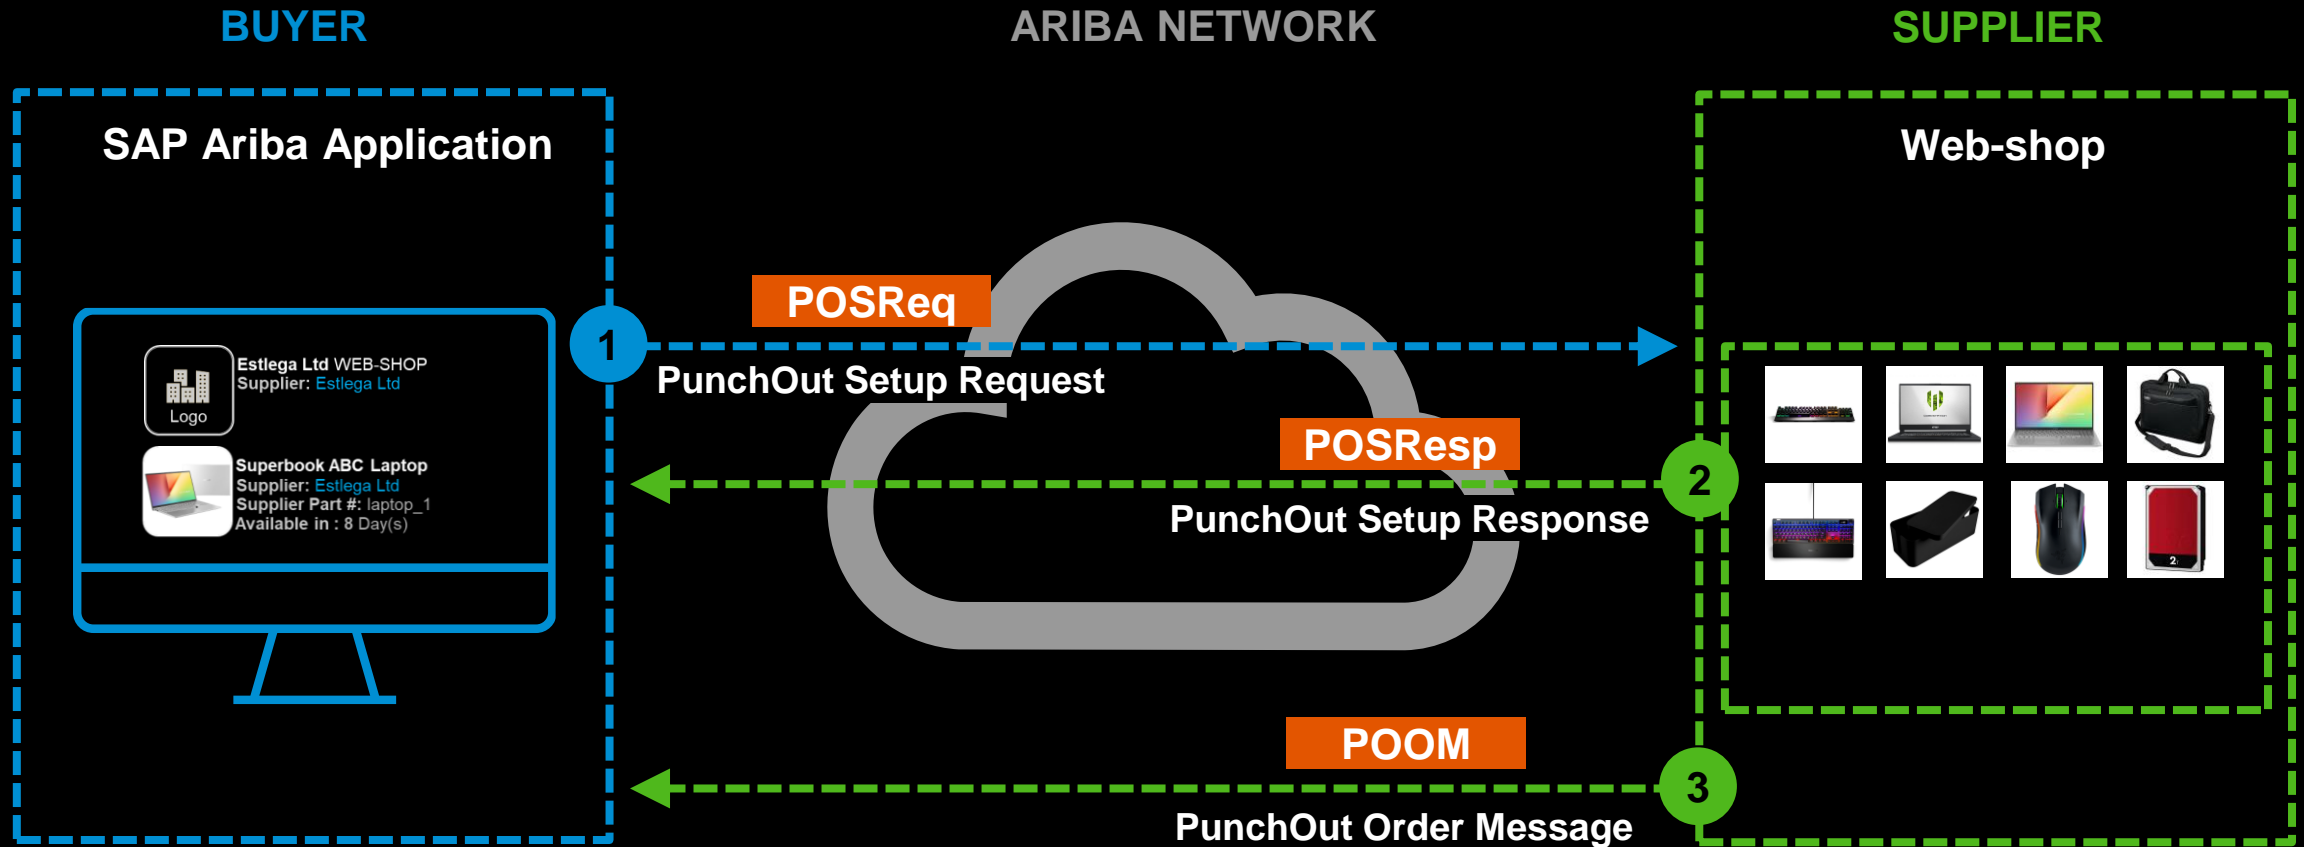 BUYER
ARIBA NETWORK
SUPPLIER
SAP Ariba Application
Web-shop
POSReq
1
PunchOut Setup Request
Logo
Estlega Ltd WEB-SHOP
Supplier: Estlega Ltd
Superbook ABC Laptop
Supplier: Estlega Ltd
Supplier Part #: laptop_1
Available in : 8 Day(s)
POSResp
2
PunchOut Setup Response
POOM
3
PunchOut Order Message